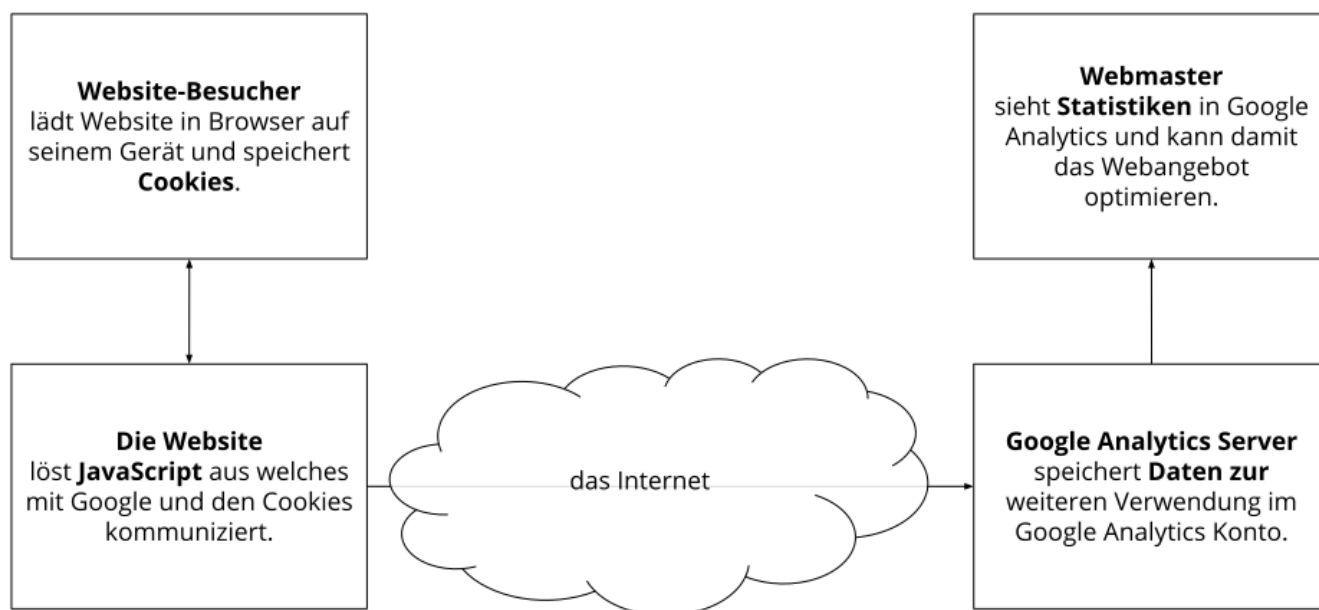 Website-Besucher
lädt Website in Browser auf
seinem Gerät und speichert
Cookies.
Webmaster
sieht Statistiken in Google
Analytics und kann damit
das Webangebot
optimieren.
Die Website
löst JavaScript aus welches
mit Google und den Cookies
kommuniziert.
das Internet
Google Analytics Server
speichert Daten zur
weiteren Verwendung im
Google Analytics Konto.